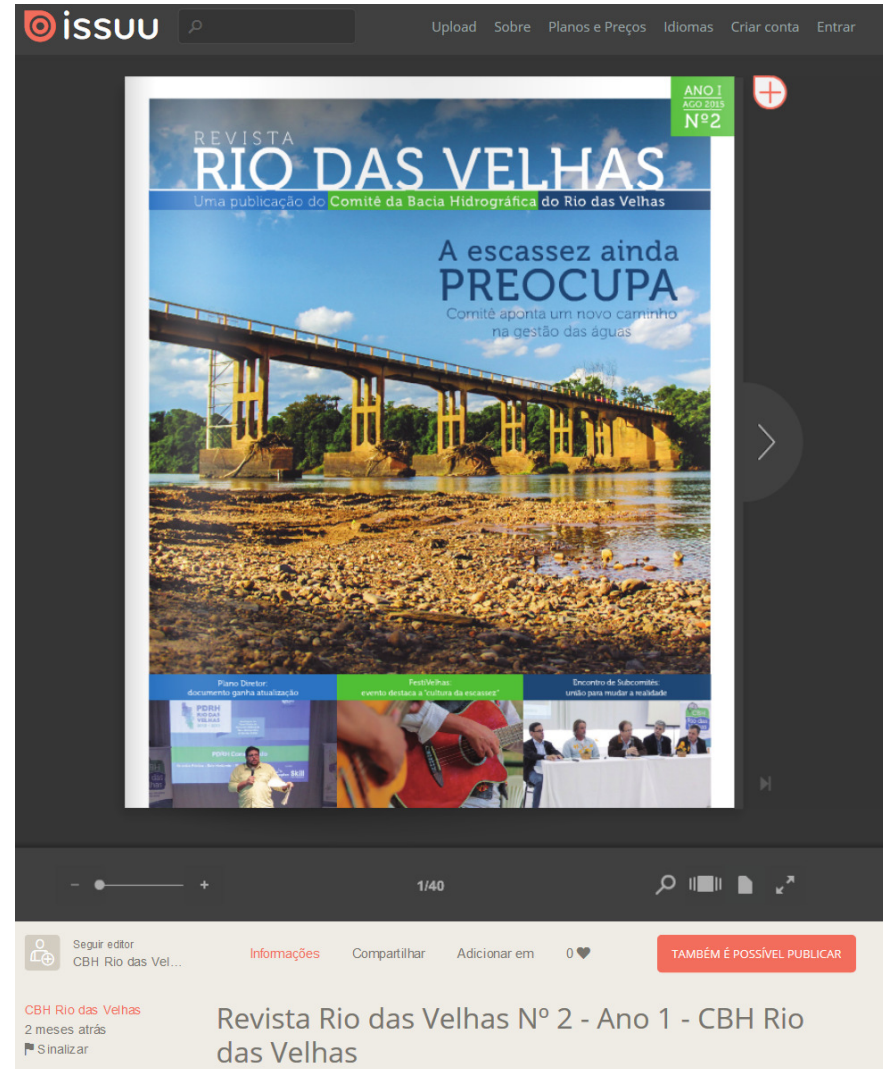 issuu
Upload Sobre Planos e Preços Idiomas Criar conta Entrar
ANO I
AGO 2015
Nº2
REVISTA
RIO DAS VELHAS
Uma publicação do Comitê da Bacia Hidrográfica do Rio das Velhas
A escassez ainda
PREOCUPA
Comitê aponta um novo caminho
na gestão das águas
Plano Diretor:
documento ganha atualização
FestiVelhas:
evento destaca a "cultura da escassez"
Encontro de Subcomitês:
união para mudar a realidade
PDRH
RIO DAS
VELHAS
Skill
CBH
1/40
Seguir editor
CBH Rio das Vel...
Informações Compartilhar Adicionar em 0
TAMBÉM É POSSÍVEL PUBLICAR
CBH Rio das Velhas
2 meses atrás
Sinalizar
Revista Rio das Velhas Nº 2 - Ano 1 - CBH Rio
das Velhas